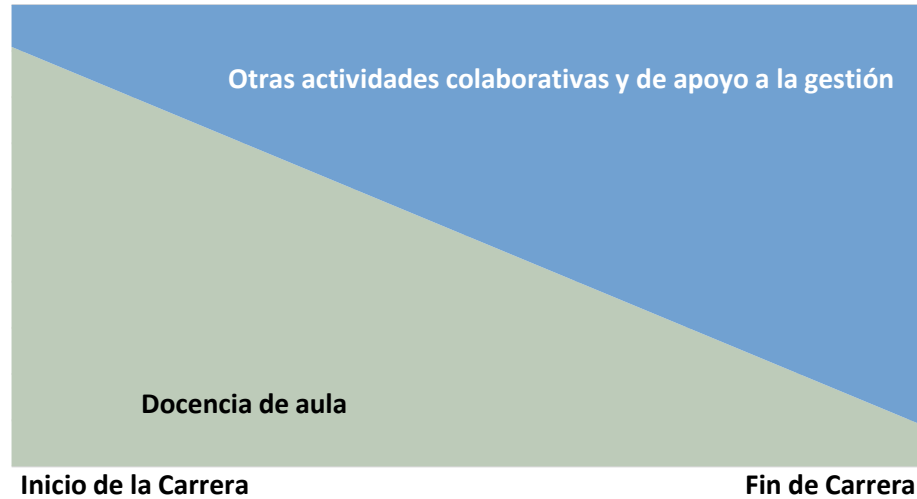 Otras actividades colaborativas y de apoyo a la gestión
Docencia de aula
Inicio de la Carrera
Fin de Carrera